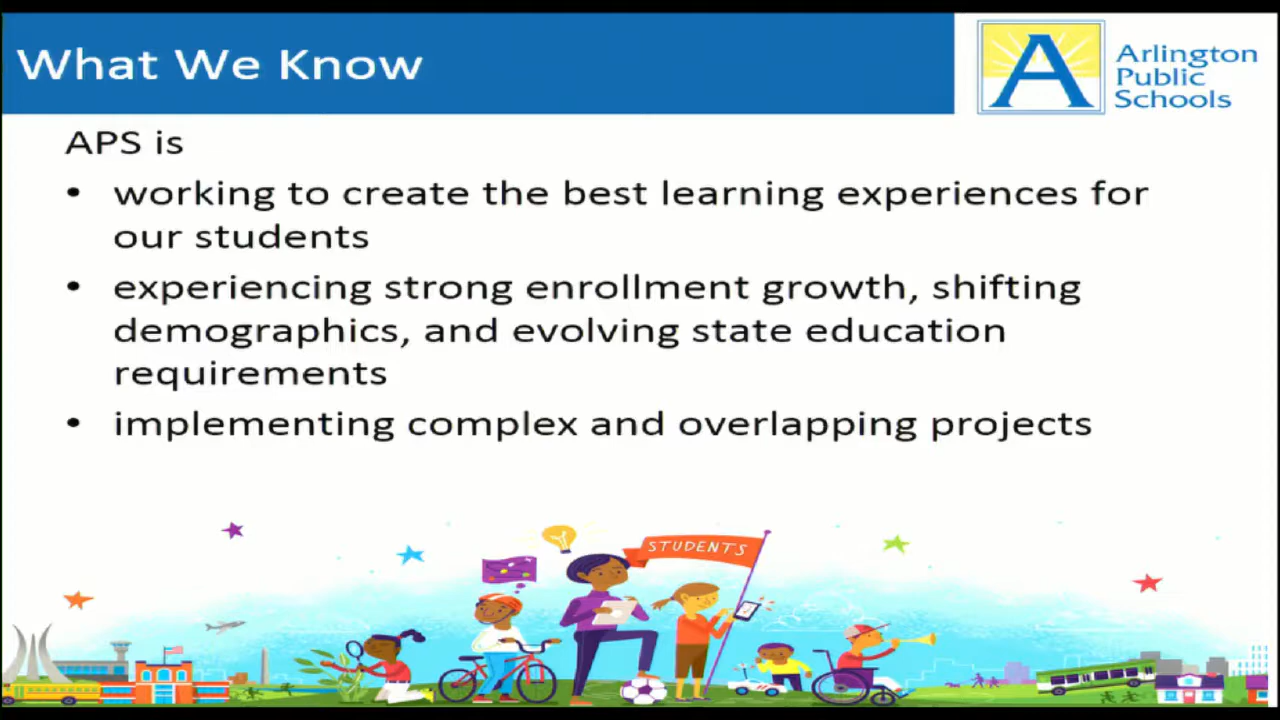 What We Know
A
Arlington
Public
Schools
APS is
• working to create the best learning experiences for
our students
• experiencing strong enrollment growth, shifting
demographics, and evolving state education
requirements
• implementing complex and overlapping projects
STUDENTS